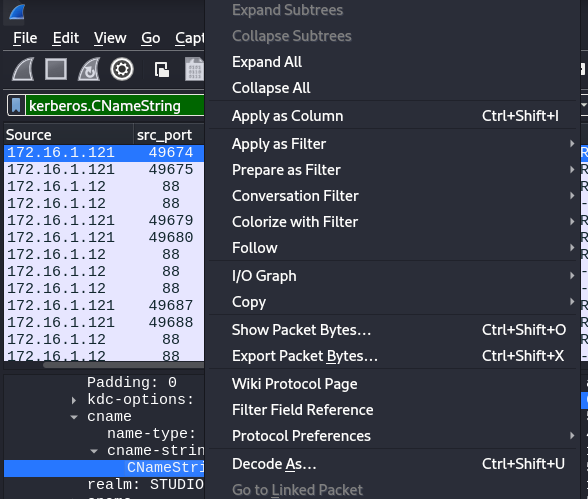 Expand Subtrees
Collapse Subtrees
File Edit View Go Capt Expand All
Collapse All
kerberos.CNameString Apply as Column Ctrl+Shift+I
Source src_port Apply as Filter
172.16.1.121 49674
172.16.1.121 49675 Prepare as Filter
172.16.1.12 88 Conversation Filter
172.16.1.12 88
172.16.1.121 49679 Colorize with Filter
172.16.1.121 49680
172.16.1.12 88 Follow
172.16.1.12 88 I/O Graph
172.16.1.12 88
172.16.1.121 49687 Copy
172.16.1.121 49688
172.16.1.12 88 Show Packet Bytes... Ctrl+Shift+O
172.16.1.12 88 Export Packet Bytes... Ctrl+Shift+X
Padding: 0 Wiki Protocol Page
kdc-options:
cname Filter Field Reference
name-type: Protocol Preferences
cname-strin
CNameStri Decode As... Ctrl+Shift+U
realm: STUDIO Go to Linked Packet